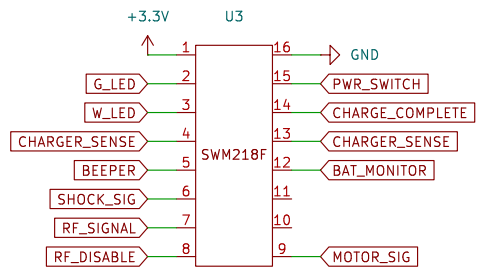 +3.3V U3
1 16 GND
G_LED 2 15 PWR_SWITCH
W_LED 3 14 CHARGE_COMPLETE
CHARGER_SENSE 4 13 CHARGER_SENSE
SWM218F
BEEPER 5 12 BAT_MONITOR
SHOCK_SIG 6 11
RF_SIGNAL 7 10
RF_DISABLE 8 9 MOTOR_SIG